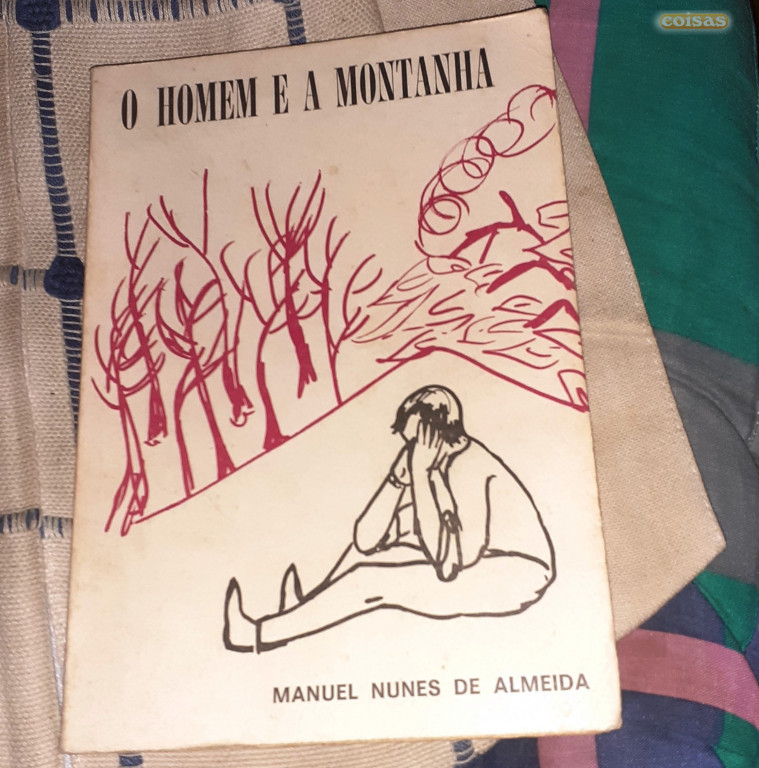 coisas
O HOMEM E A MONTANHA
MANUEL NUNES DE ALMEIDA